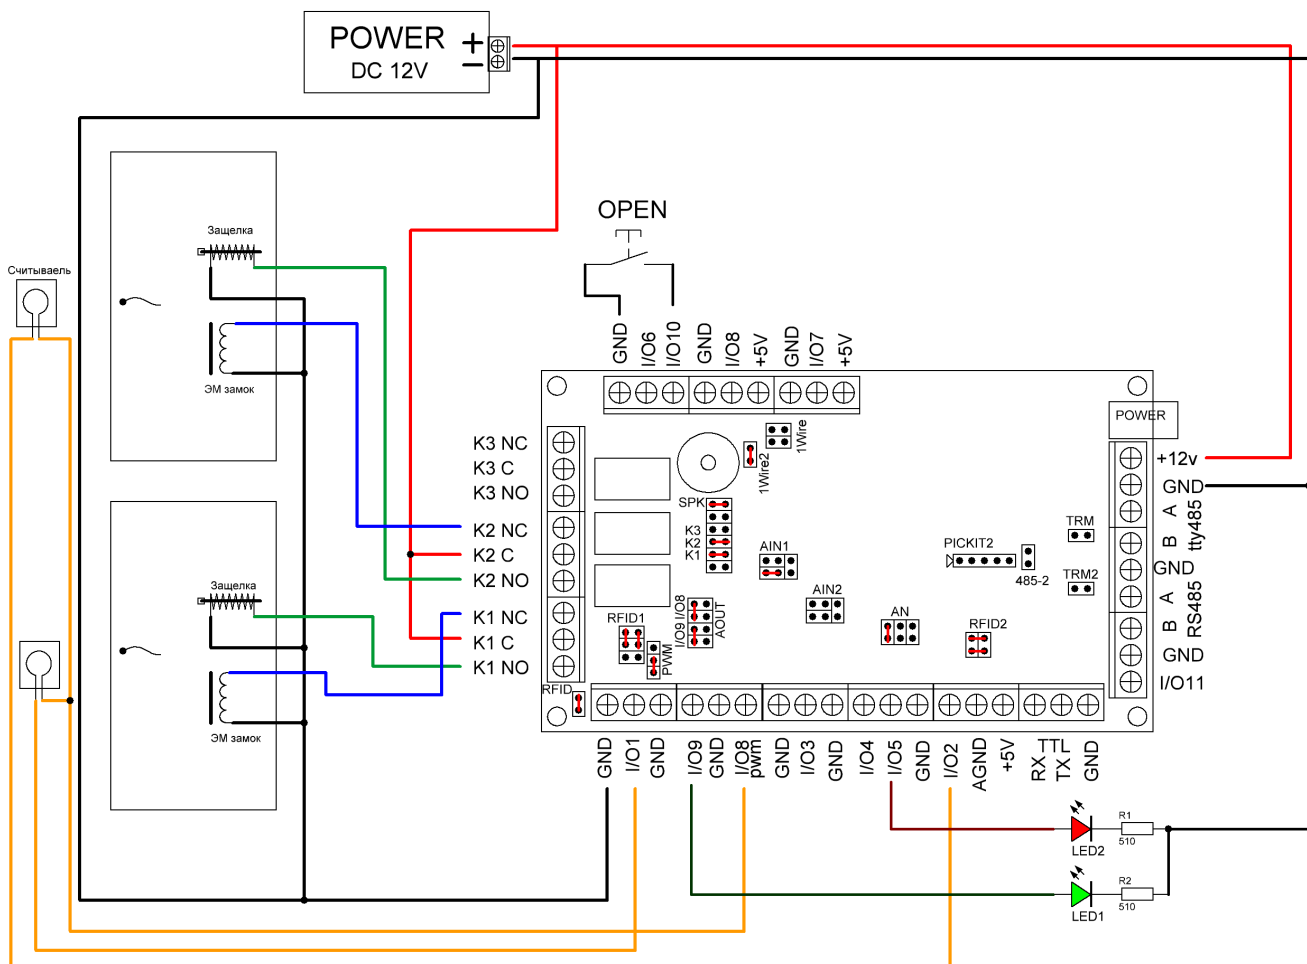 POWER + −
DC 12V
OPEN
Защелка
Считываель
ЭМ замок
Защелка
ЭМ замок
GND
I/O6
I/O10
GND
I/O8
+5V
GND
I/O7
+5V
K3 NC
K3 C
K3 NO
K2 NC
K2 C
K2 NO
K1 NC
K1 C
K1 NO
POWER
+12v
GND
A
B
tty485
GND
A
B
RS485
GND
I/O11
1Wire
1Wire2
SPK
K3
K2
K1
AIN1
AIN2
AN
PICKIT2
485-2
TRM
TRM2
RFID1
I/O9 I/O8
AOUT
PWM
RFID2
RFID
GND
I/O1
GND
I/O9
GND
I/O8
pwm
GND
I/O3
GND
I/O4
I/O5
GND
I/O2
AGND
+5V
RX TTL
TX
GND
R1
510
LED2
R2
510
LED1